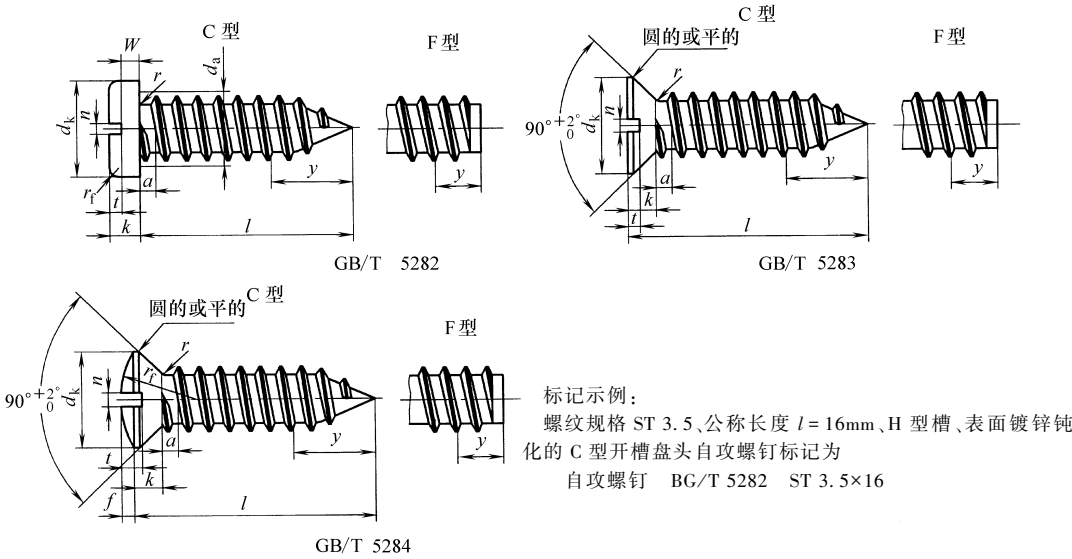 C 型
W
r
d_a
F型
n
d_k
r_f
a
t
k
l
y
y
GB/T 5282
C 型
圆的或平的
F型
r
90°+2°0
n
d_k
a
k
t
l
y
y
GB/T 5283
C 型
圆的或平的
F型
r
r_f
90°+2°0
n
d_k
a
t
k
f
l
y
y
GB/T 5284
标记示例：
螺纹规格 ST 3.5、公称长度 l=16mm、H 型槽、表面镀锌钝
化的 C 型开槽盘头自攻螺钉标记为
自攻螺钉 BG/T 5282 ST 3.5×16